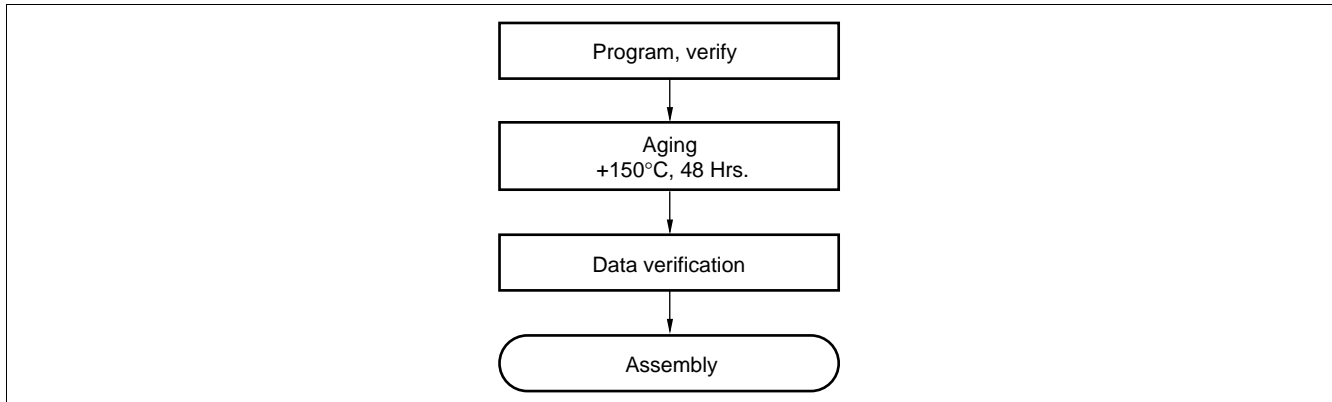 Program, verify
Aging
+150°C, 48 Hrs.
Data verification
Assembly